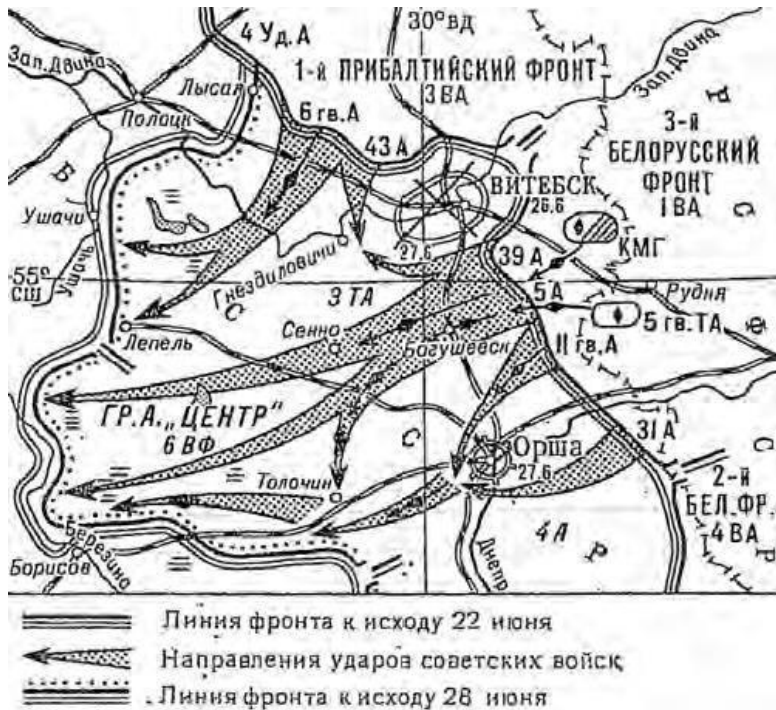 4 Уд.А
30°вд
Зап.Двина
1-й ПРИБАЛТИЙСКИЙ ФРОНТ
3 ВА
Зап.Двина
Лысая
Полоцк
6 гв.А
43 А
3-й
БЕЛОРУССКИЙ
ФРОНТ
1 ВА
Р
С
Ф
Б
ВИТЕБСК
26.6
Ушачи
Ушачь
КМГ
27.6
39 А
55°
СШ
Гнездиловичи
3 ТА
5 А
Рудня
5 гв.ТА
С
Лепель
Сенно
Богушевск
11 гв.А
ГР.А. „ЦЕНТР"
6 ВФ
С
Орша
27.6
31 А
Толочин
2-й
БЕЛ.ФР.
4 ВА
4 А
Р
Р
Р
Березина
Борисов
Днепр
Линия фронта к исходу 22 июня
Направления ударов советских войск
Линия фронта к исходу 28 июня